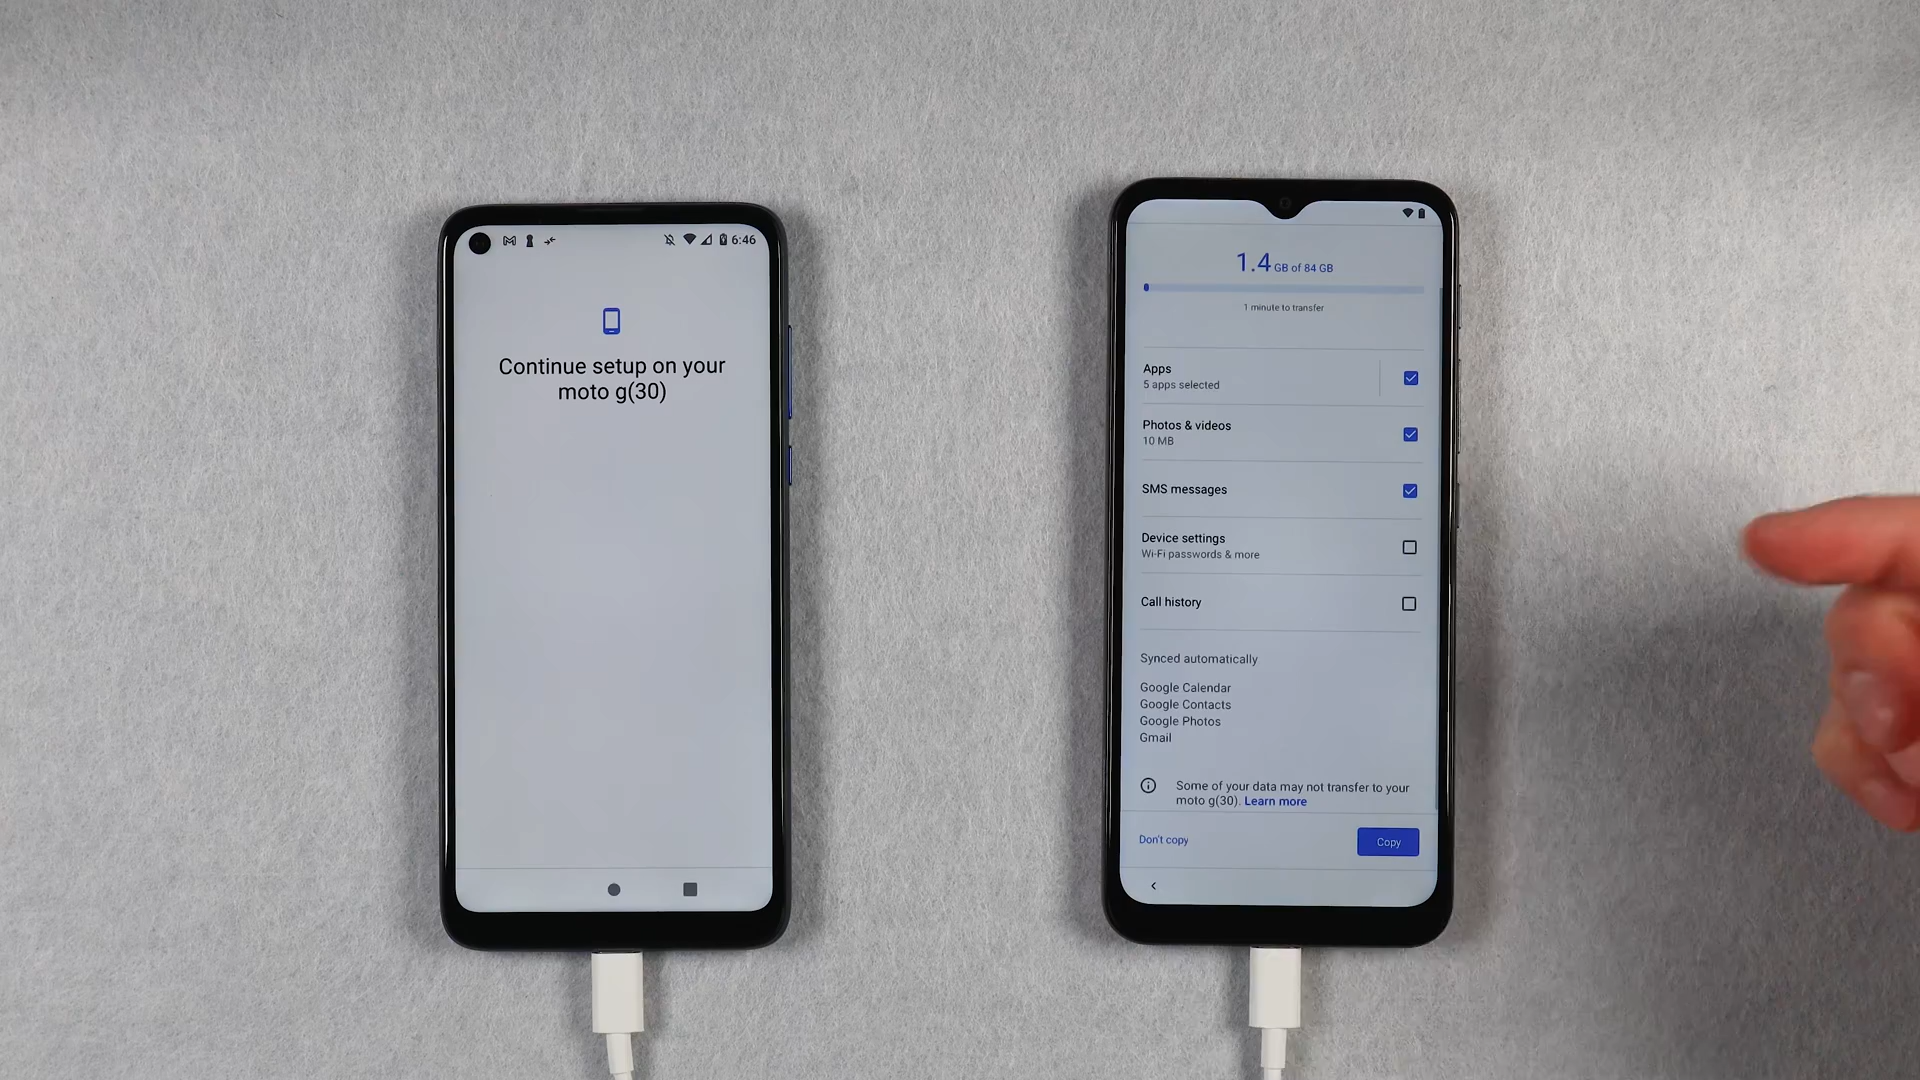 6:46
Continue setup on your
moto g(30)
1.4 GB of 84 GB
1 minute to transfer
Apps
5 apps selected
Photos & videos
10 MB
SMS messages
Device settings
Wi-Fi passwords & more
Call history
Synced automatically
Google Calendar
Google Contacts
Google Photos
Gmail
Some of your data may not transfer to your
moto g(30). Learn more
Don't copy
Copy